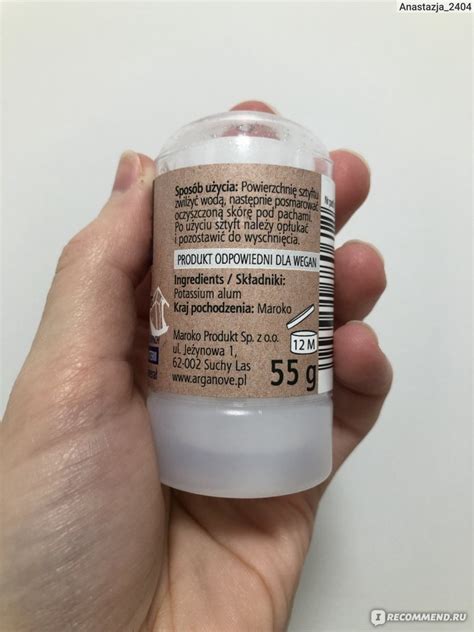 Anastazja_2404
Sposób użycia: Powierzchnię sztyftu
zwilżyć wodą, następnie posmarować
oczyszczoną skórę pod pachami.
Po użyciu sztyft należy opłukać
i pozostawić do wyschnięcia.
PRODUKT ODPOWIEDNI DLA WEGAN
Ingredients / Składniki:
Potassium alum
Kraj pochodzenia: Maroko
12 M
Maroko Produkt Sp. z o.o.
ul. Jeżynowa 1,
62-002 Suchy Las
www.arganove.pl
55 g
I RECOMMEND.RU